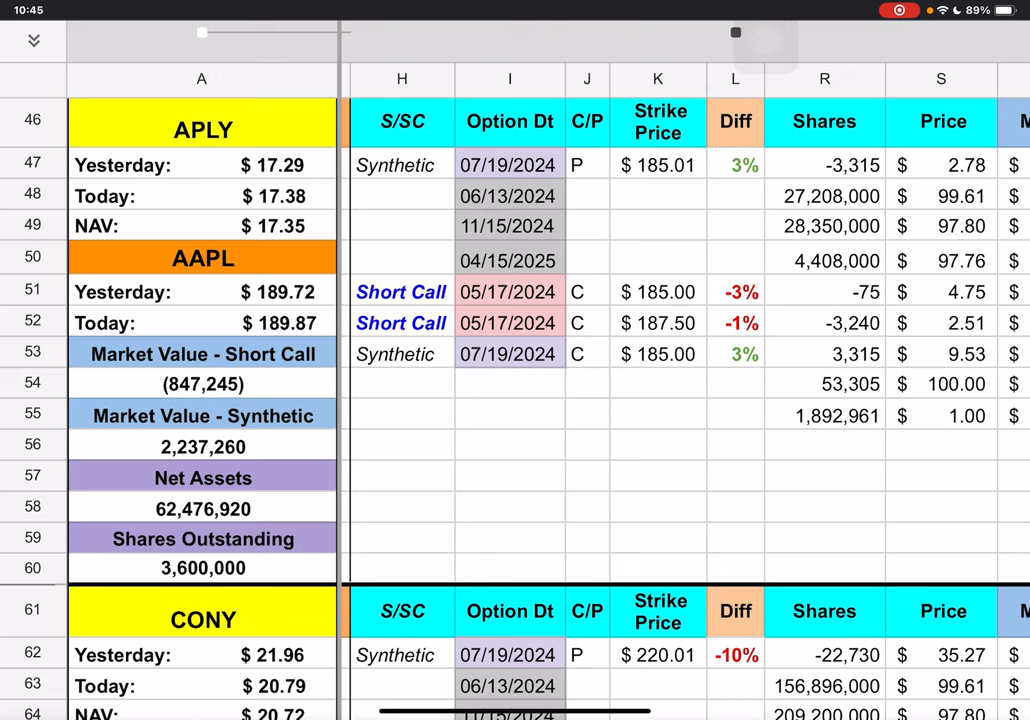 10:45 89%
A H I J K L R S
46 APLY S/SC Option Dt C/P Strike Price Diff Shares Price M
47 Yesterday: $ 17.29 Synthetic 07/19/2024 P $ 185.01 3% -3,315 $ 2.78 $
48 Today: $ 17.38 06/13/2024 27,208,000 $ 99.61 $
49 NAV: $ 17.35 11/15/2024 28,350,000 $ 97.80 $
50 AAPL 04/15/2025 4,408,000 $ 97.76 $
51 Yesterday: $ 189.72 Short Call 05/17/2024 C $ 185.00 -3% -75 $ 4.75 $
52 Today: $ 189.87 Short Call 05/17/2024 C $ 187.50 -1% -3,240 $ 2.51 $
53 Market Value - Short Call Synthetic 07/19/2024 C $ 185.00 3% 3,315 $ 9.53 $
54 (847,245) 53,305 $ 100.00 $
55 Market Value - Synthetic 1,892,961 $ 1.00 $
56 2,237,260
57 Net Assets
58 62,476,920
59 Shares Outstanding
60 3,600,000
61 CONY S/SC Option Dt C/P Strike Price Diff Shares Price M
62 Yesterday: $ 21.96 Synthetic 07/19/2024 P $ 220.01 -10% -22,730 $ 35.27 $
63 Today: $ 20.79 06/13/2024 156,896,000 $ 99.61 $
64 NAV: $ 20.72 11/15/2024 209,200,000 $ 97.80 $